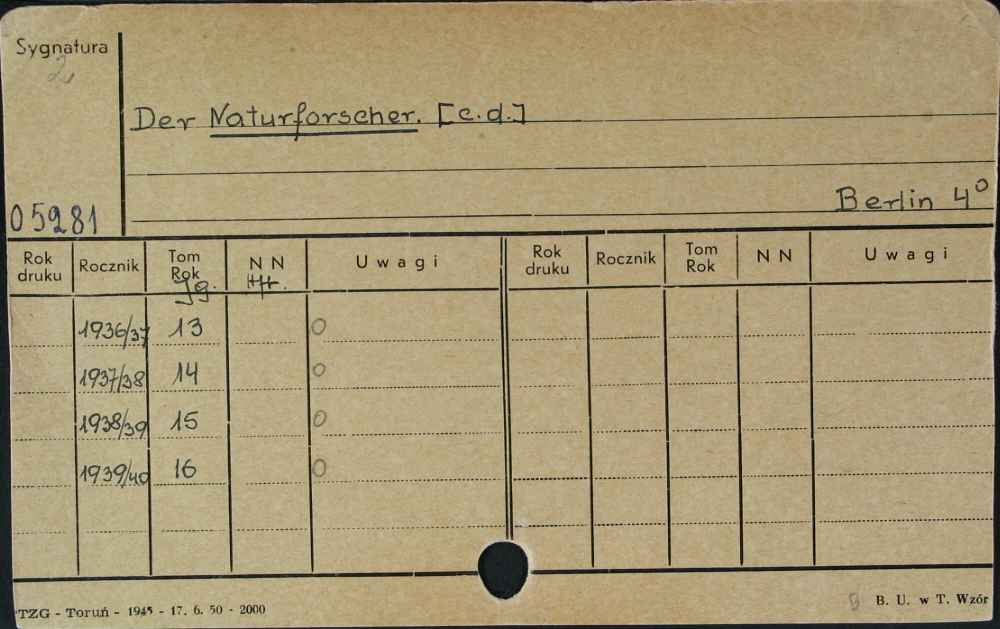 Sygnatura
2
Der Naturforscher. [c.d.]
Berlin 4°
05281
Rok druku Rocznik Tom Rok Jg. N N Hft. Uwagi Rok druku Rocznik Tom Rok N N Uwagi
1936/37 13 0
1937/38 14 0
1938/39 15 0
1939/40 16 0
TZG - Toruń - 1945 - 17. 6. 50 - 2000
B. U. w T. Wzór